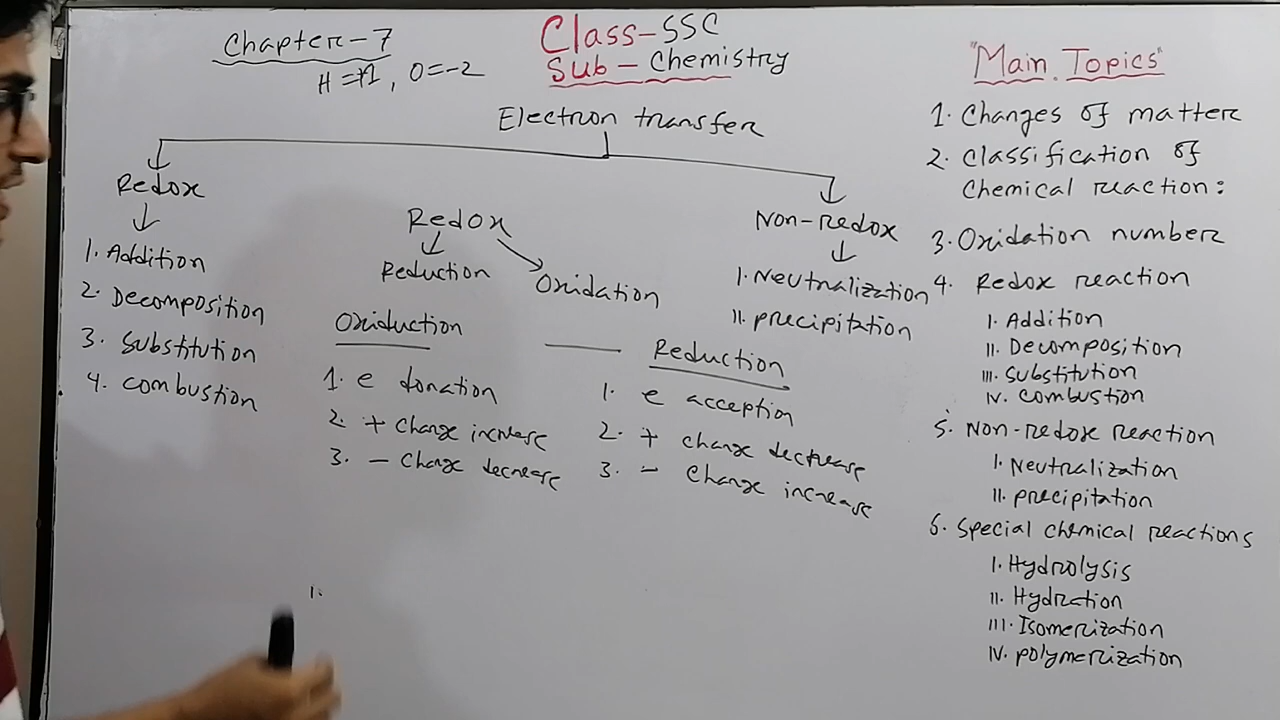 Chapter-7
H = +1, O = -2
Class-SSC
Sub-Chemistry
Electron transfer
Redox
1. Addition
2. Decomposition
3. Substitution
4. combustion
Redox
Reduction
Oxidation
Oxiduction
1. e donation
2. + change increase
3. - change decrease
Reduction
1. e acception
2. + change decrease
3. - change increase
Non-redox
I. Neutralization
II. precipitation
1.
"Main Topics"
1. Changes of matter
2. Classification of
Chemical reaction:
3. Oxidation number
4. Redox reaction
I. Addition
II. Decomposition
III. substitution
IV. combustion
5. Non-redox reaction
I. Neutralization
II. precipitation
6. Special chemical reactions
I. Hydrolysis
II. Hydration
III. Isomerization
IV. polymerization